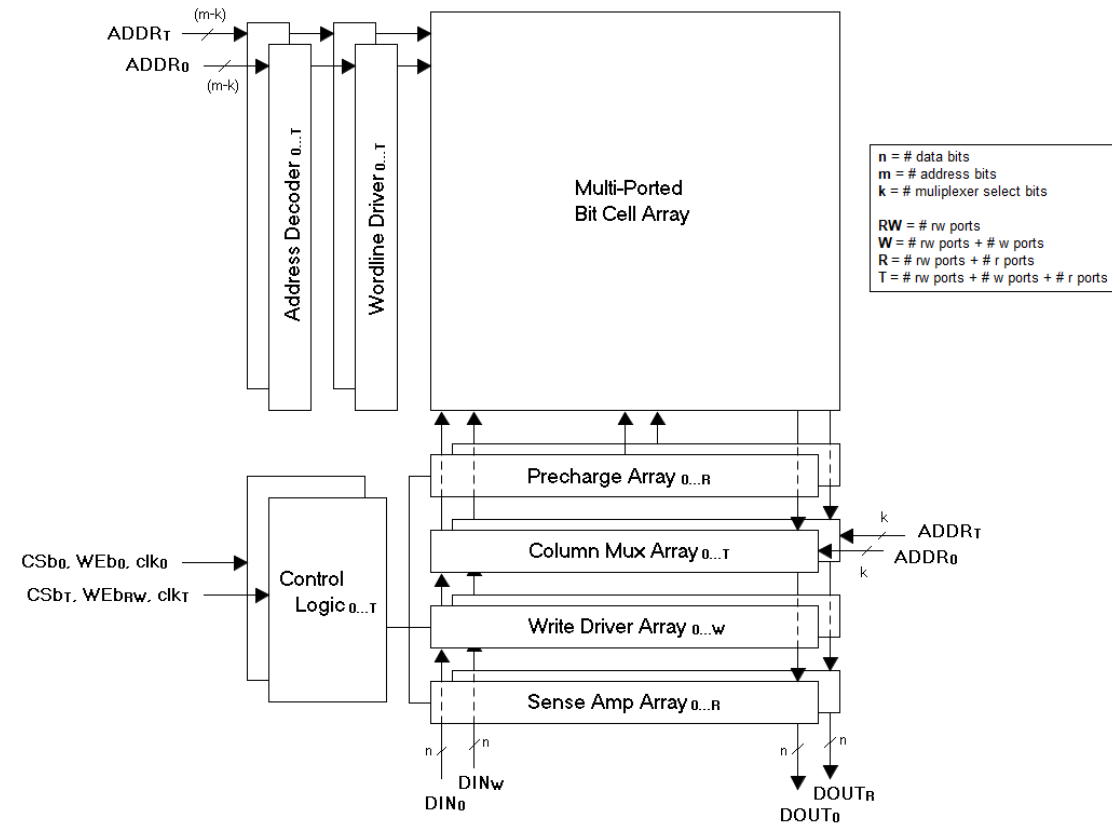 ADDRT
(m-k)
ADDR0
(m-k)
Address Decoder 0...T
Wordline Driver 0...T
Multi-Ported
Bit Cell Array
n = # data bits
m = # address bits
k = # muliplexer select bits
RW = # rw ports
W = # rw ports + # w ports
R = # rw ports + # r ports
T = # rw ports + # w ports + # r ports
Precharge Array 0...R
Column Mux Array 0...T
k
ADDRT
ADDR0
k
CSb0, WEb0, clk0
CSbT, WEbRW, clkT
Control
Logic 0...T
Write Driver Array 0...W
Sense Amp Array 0...R
n
n
n
n
DIN0
DINW
DOUT0
DOUTR